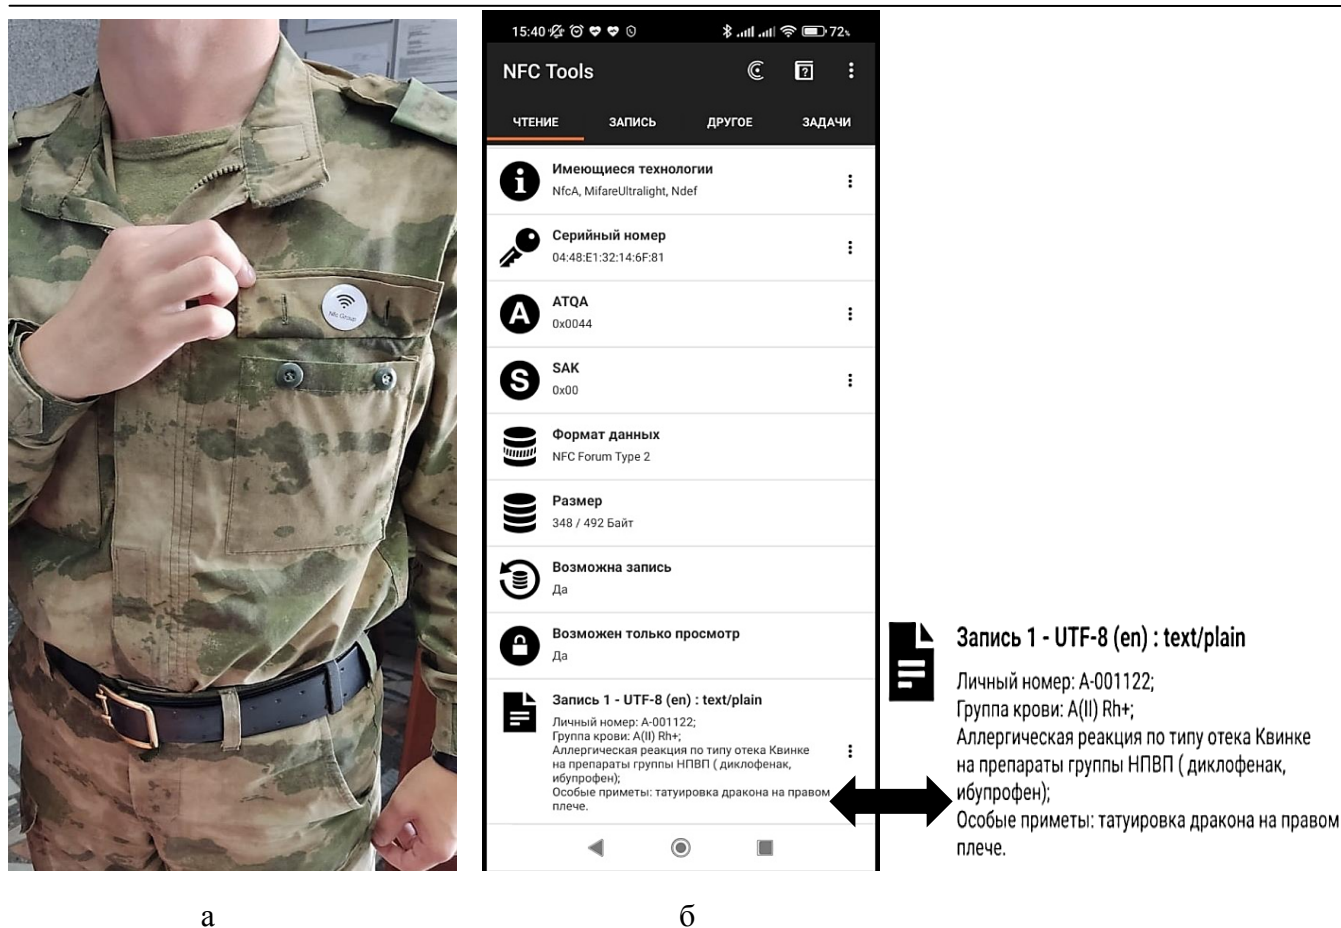 Nfc Group
15:40 72%
NFC Tools
ЧТЕНИЕ ЗАПИСЬ ДРУГОЕ ЗАДАЧИ
Имеющиеся технологии
NfcA, MifareUltralight, Ndef
Серийный номер
04:48:E1:32:14:6F:81
A ATQA
0x0044
S SAK
0x00
Формат данных
NFC Forum Type 2
Размер
348 / 492 Байт
Возможна запись
Да
Возможен только просмотр
Да
Запись 1 - UTF-8 (en) : text/plain
Личный номер: А-001122;
Группа крови: A(II) Rh+;
Аллергическая реакция по типу отека Квинке
на препараты группы НПВП ( диклофенак,
ибупрофен);
Особые приметы: татуировка дракона на правом
плече.
Запись 1 - UTF-8 (en) : text/plain
Личный номер: А-001122;
Группа крови: A(II) Rh+;
Аллергическая реакция по типу отека Квинке
на препараты группы НПВП ( диклофенак,
ибупрофен);
Особые приметы: татуировка дракона на правом
плече.
а б